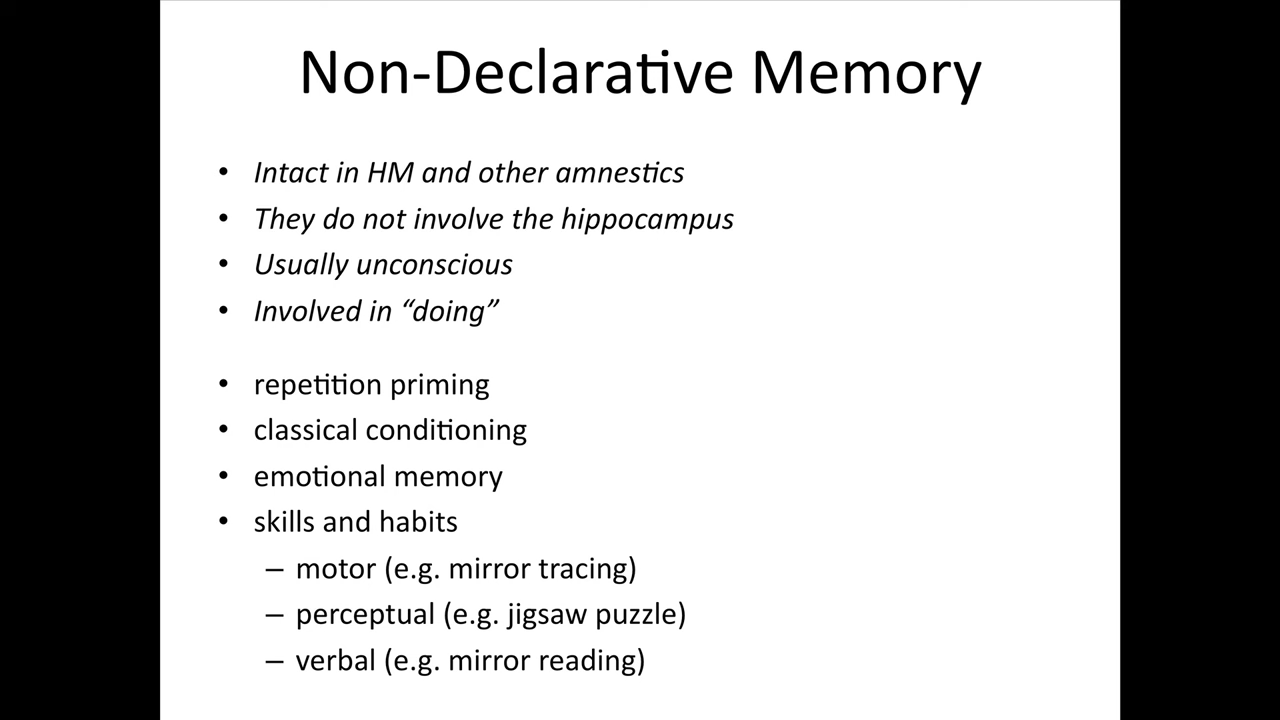 Non-Declarative Memory
• Intact in HM and other amnestics
• They do not involve the hippocampus
• Usually unconscious
• Involved in “doing”
• repetition priming
• classical conditioning
• emotional memory
• skills and habits
– motor (e.g. mirror tracing)
– perceptual (e.g. jigsaw puzzle)
– verbal (e.g. mirror reading)